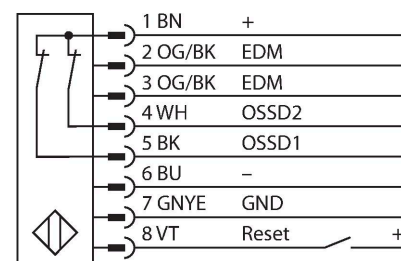 1 BN +
2 OG/BK EDM
3 OG/BK EDM
4 WH OSSD2
5 BK OSSD1
6 BU –
7 GNYE GND
8 VT Reset +